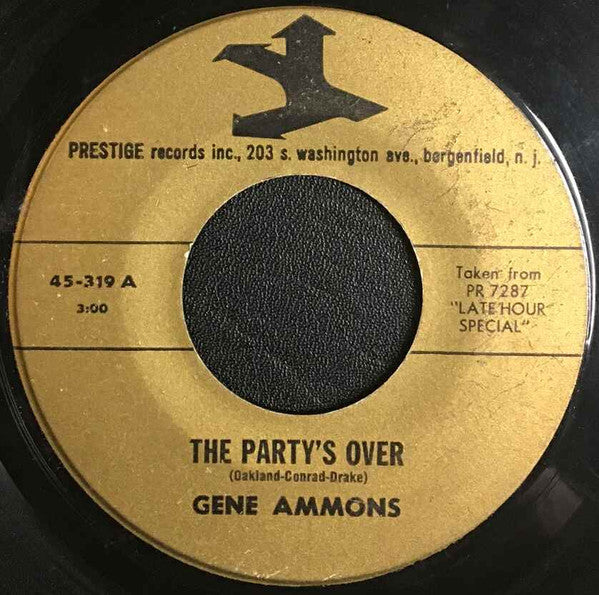 PRESTIGE records inc., 203 s. washington ave., bergenfield, n. j.
45-319 A
3:00
Taken from
PR 7287
"LATE HOUR
SPECIAL"
THE PARTY'S OVER
(Oakland-Conrad-Drake)
GENE AMMONS